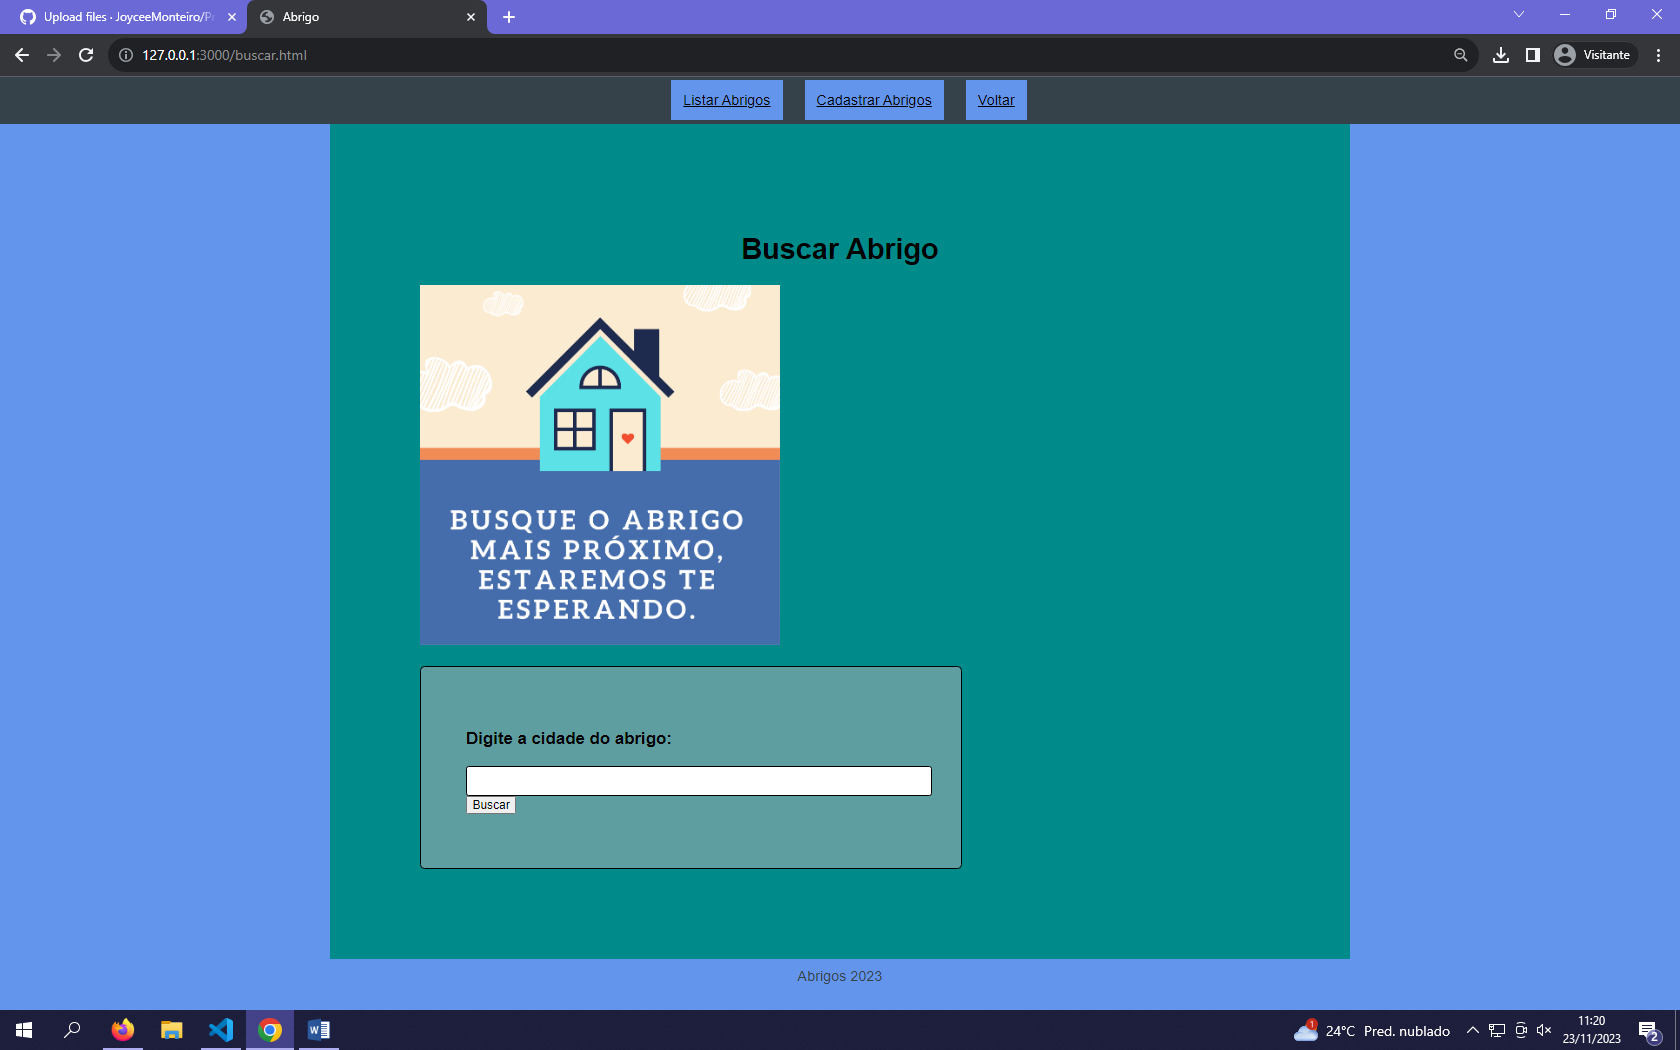 Upload files · JoyceeMonteiro/P
Abrigo
127.0.0.1:3000/buscar.html
Visitante
Listar Abrigos
Cadastrar Abrigos
Voltar
Buscar Abrigo
BUSQUE O ABRIGO
MAIS PRÓXIMO,
ESTAREMOS TE
ESPERANDO.
Digite a cidade do abrigo:
Buscar
Abrigos 2023
1
24°C Pred. nublado
11:20
23/11/2023
2